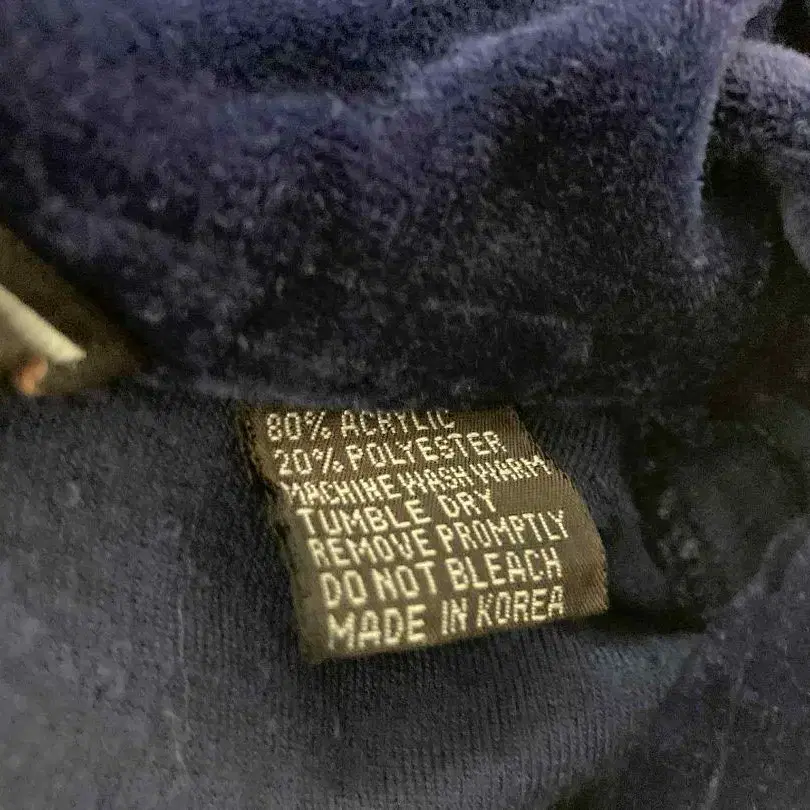 80% ACRYLIC
20% POLYESTER
MACHINE WASH WARM
TUMBLE DRY
REMOVE PROMPTLY
DO NOT BLEACH
MADE IN KOREA